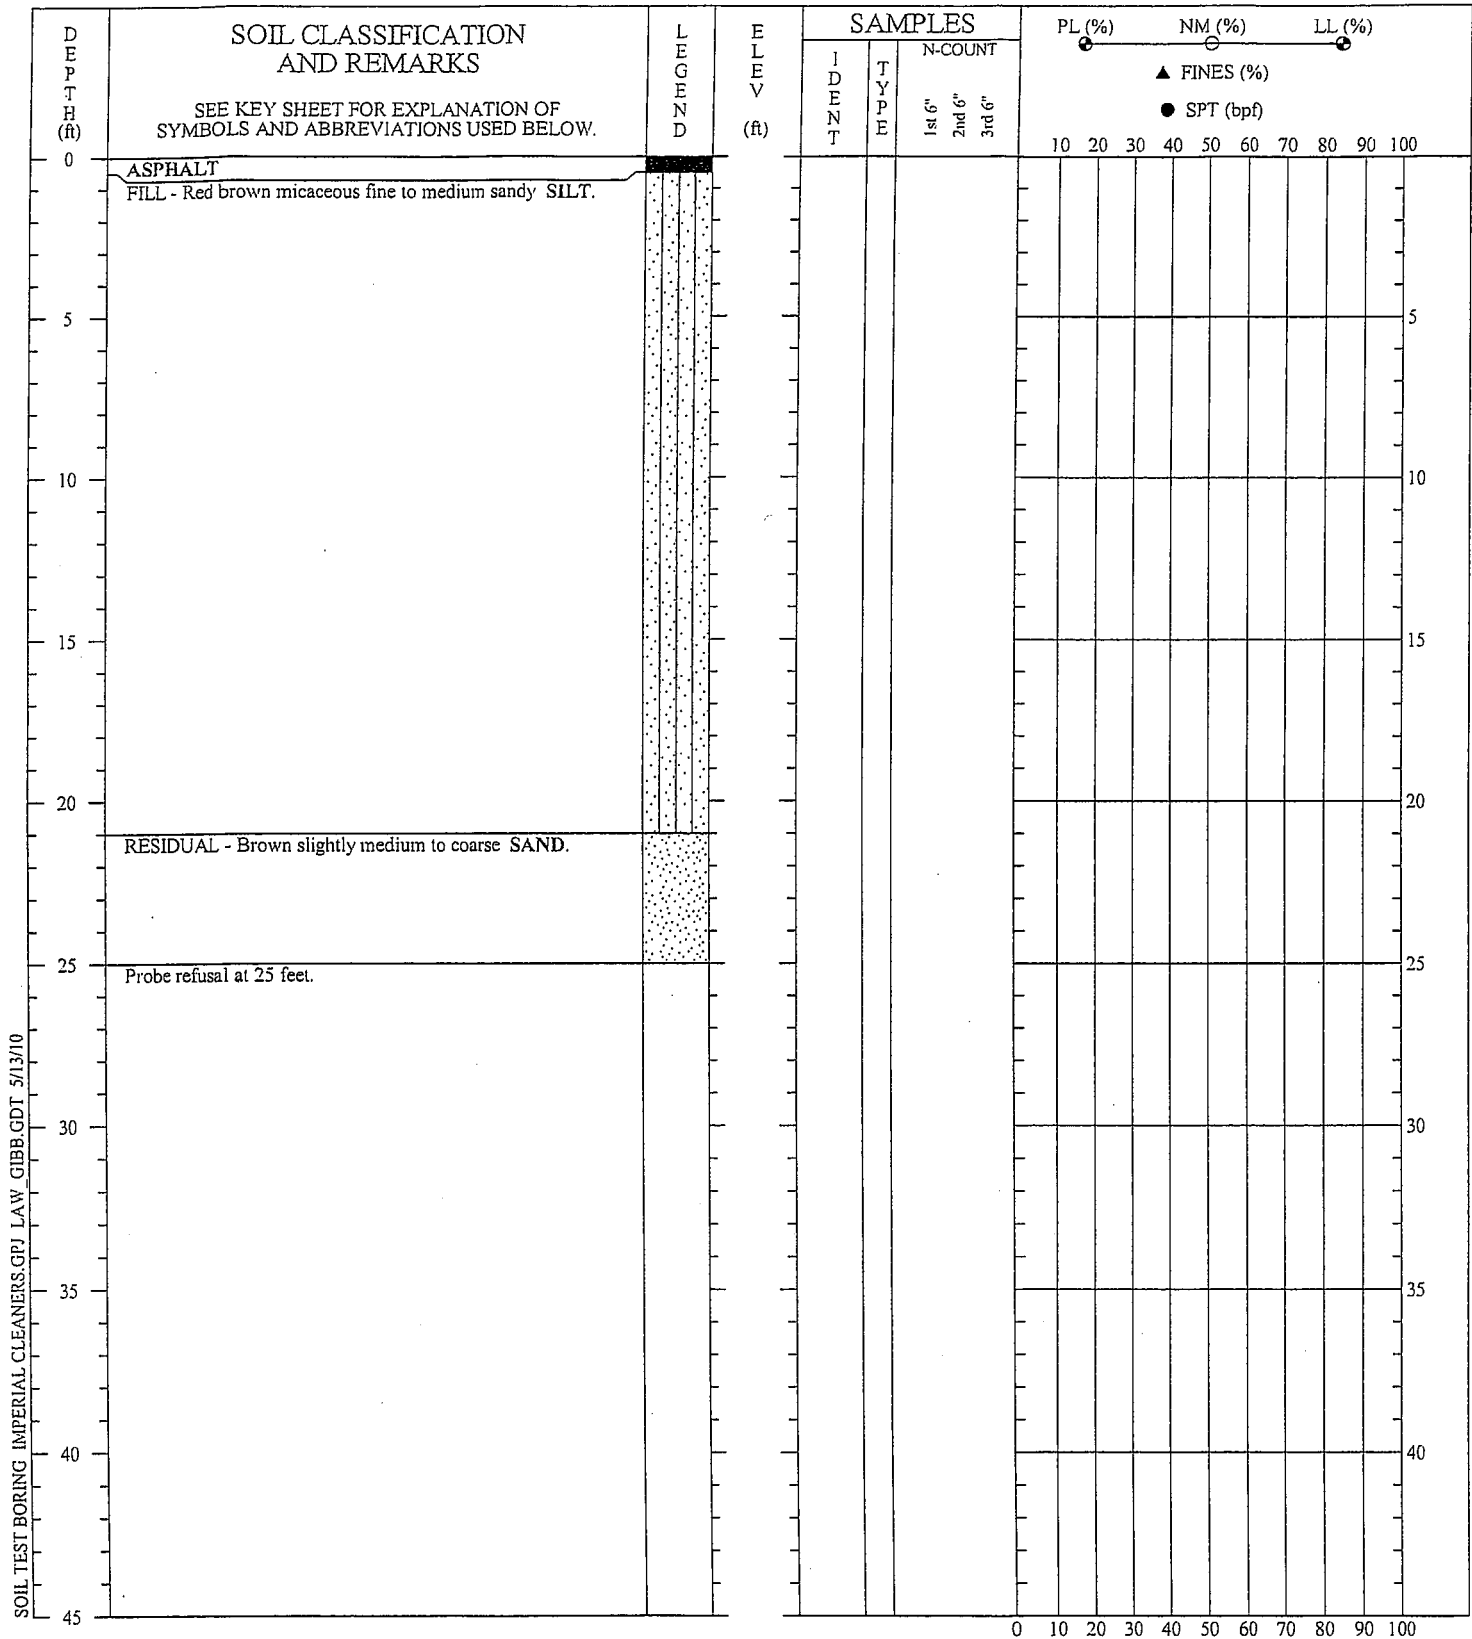 DEPTH (ft)
SOIL CLASSIFICATION
AND REMARKS
SEE KEY SHEET FOR EXPLANATION OF
SYMBOLS AND ABBREVIATIONS USED BELOW.
LEGEND
ELEV (ft)
SAMPLES
IDENT
TYPE
N-COUNT
1st 6"
2nd 6"
3rd 6"
PL (%) NM (%) LL (%)
▲ FINES (%)
● SPT (bpf)
10 20 30 40 50 60 70 80 90 100
0
ASPHALT
FILL - Red brown micaceous fine to medium sandy SILT.
5 5
10 10
15 15
20 20
RESIDUAL - Brown slightly medium to coarse SAND.
25 25
Probe refusal at 25 feet.
30 30
35 35
40 40
45
0 10 20 30 40 50 60 70 80 90 100
SOIL TEST BORING IMPERIAL CLEANERS.GPJ LAW_GIBB.GDT 5/13/10